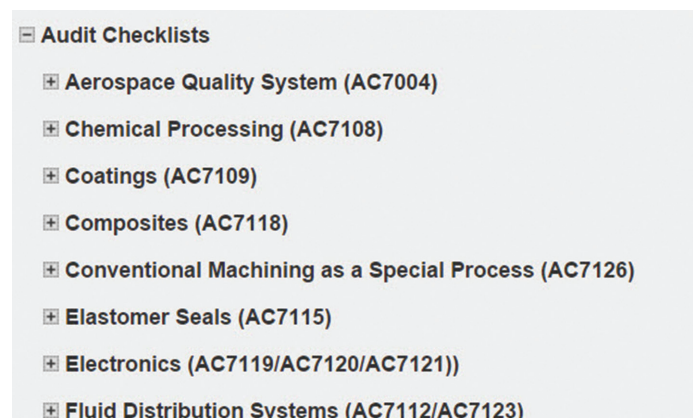 Audit Checklists
Aerospace Quality System (AC7004)
Chemical Processing (AC7108)
Coatings (AC7109)
Composites (AC7118)
Conventional Machining as a Special Process (AC7126)
Elastomer Seals (AC7115)
Electronics (AC7119/AC7120/AC7121))
Fluid Distribution Systems (AC7112/AC7123)